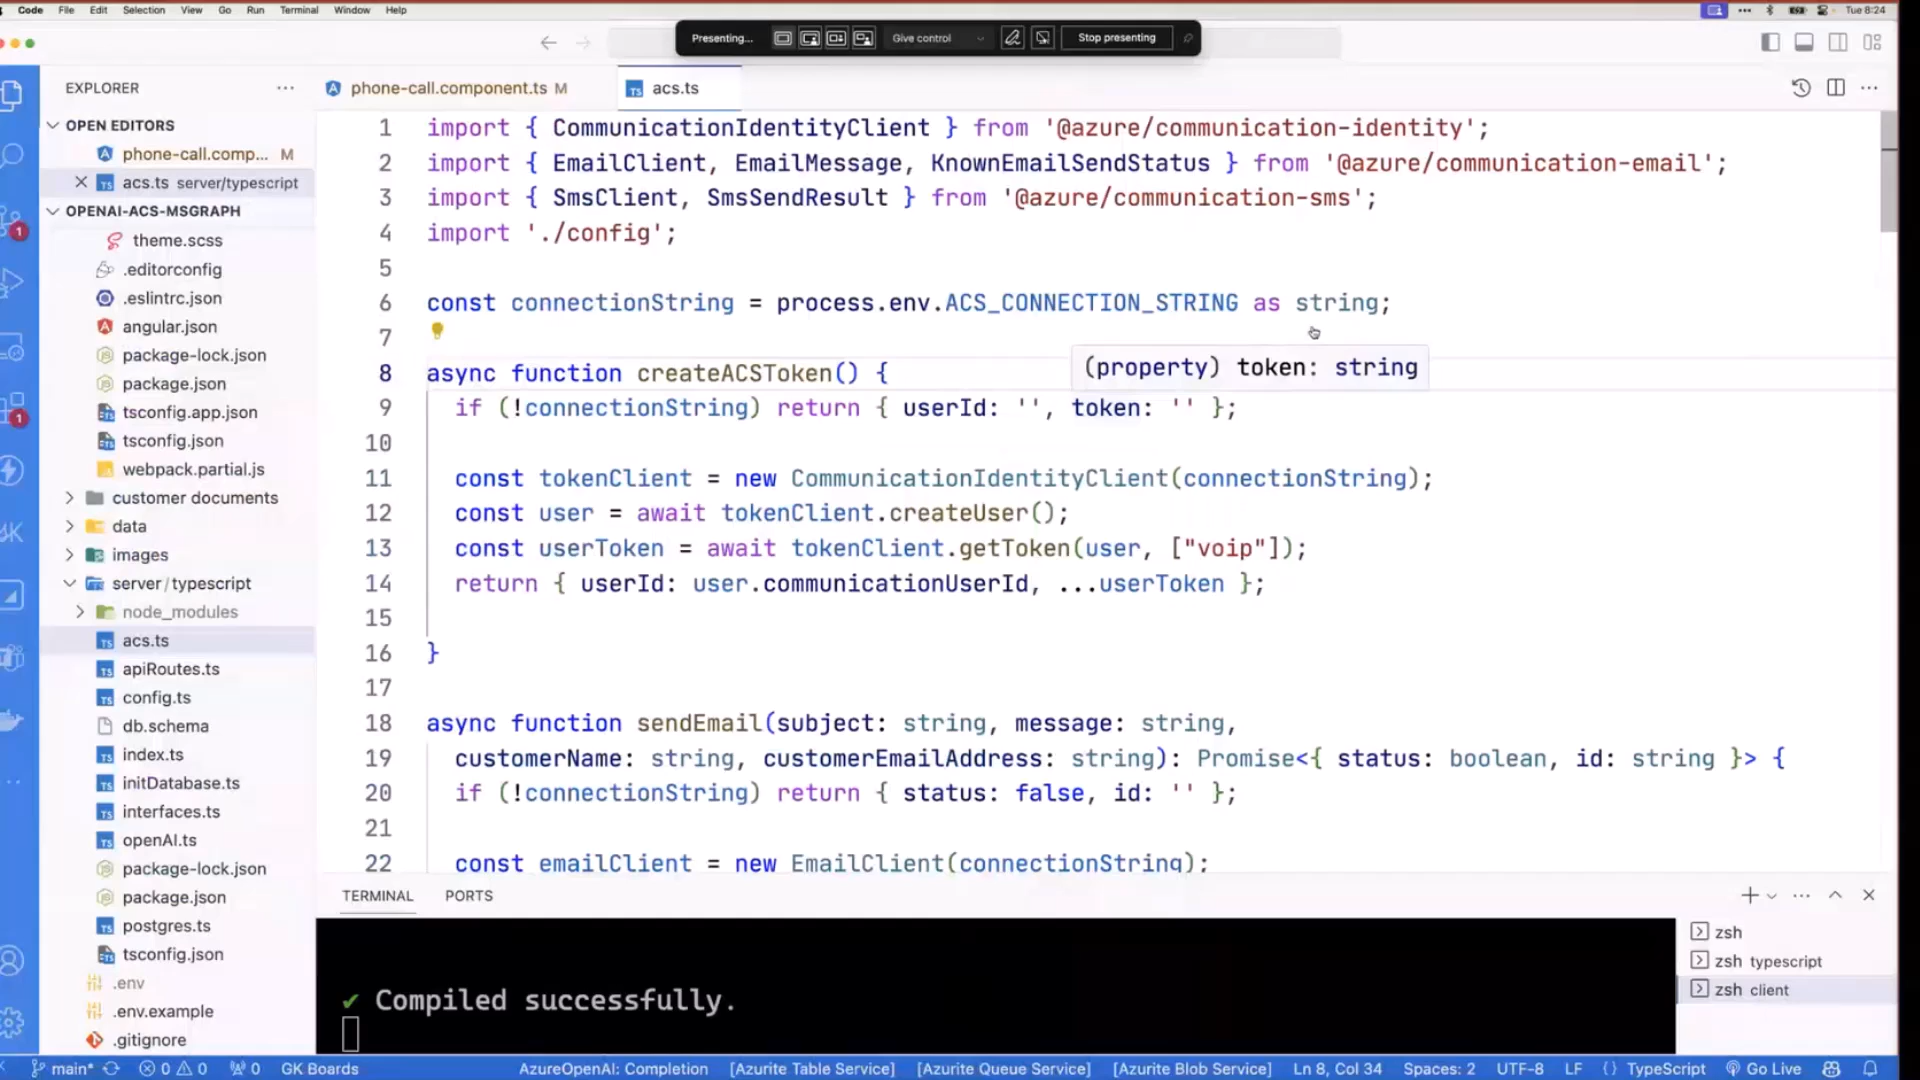 Code File Edit Selection View Go Run Terminal Window Help Tue 8:24
Presenting... Give control Stop presenting
EXPLORER
OPEN EDITORS
phone-call.comp... M
acs.ts server/typescript
OPENAI-ACS-MSGRAPH
theme.scss
.editorconfig
.eslintrc.json
angular.json
package-lock.json
package.json
tsconfig.app.json
tsconfig.json
webpack.partial.js
customer documents
data
images
server/typescript
node_modules
acs.ts
apiRoutes.ts
config.ts
db.schema
index.ts
initDatabase.ts
interfaces.ts
openAI.ts
package-lock.json
package.json
postgres.ts
tsconfig.json
.env
.env.example
.gitignore
1
1
phone-call.component.ts M
acs.ts
1 import { CommunicationIdentityClient } from '@azure/communication-identity';
2 import { EmailClient, EmailMessage, KnownEmailSendStatus } from '@azure/communication-email';
3 import { SmsClient, SmsSendResult } from '@azure/communication-sms';
4 import './config';
5
6 const connectionString = process.env.ACS_CONNECTION_STRING as string;
7
(property) token: string
8 async function createACSToken() {
9 if (!connectionString) return { userId: '', token: '' };
10
11 const tokenClient = new CommunicationIdentityClient(connectionString);
12 const user = await tokenClient.createUser();
13 const userToken = await tokenClient.getToken(user, ["voip"]);
14 return { userId: user.communicationUserId, ...userToken };
15
16 }
17
18 async function sendEmail(subject: string, message: string,
19 customerName: string, customerEmailAddress: string): Promise<{ status: boolean, id: string }> {
20 if (!connectionString) return { status: false, id: '' };
21
22 const emailClient = new EmailClient(connectionString);
TERMINAL PORTS
✔ Compiled successfully.
zsh
zsh typescript
zsh client
main* 0 0 0 GK Boards AzureOpenAI: Completion [Azurite Table Service] [Azurite Queue Service] [Azurite Blob Service] Ln 8, Col 34 Spaces: 2 UTF-8 LF {} TypeScript Go Live